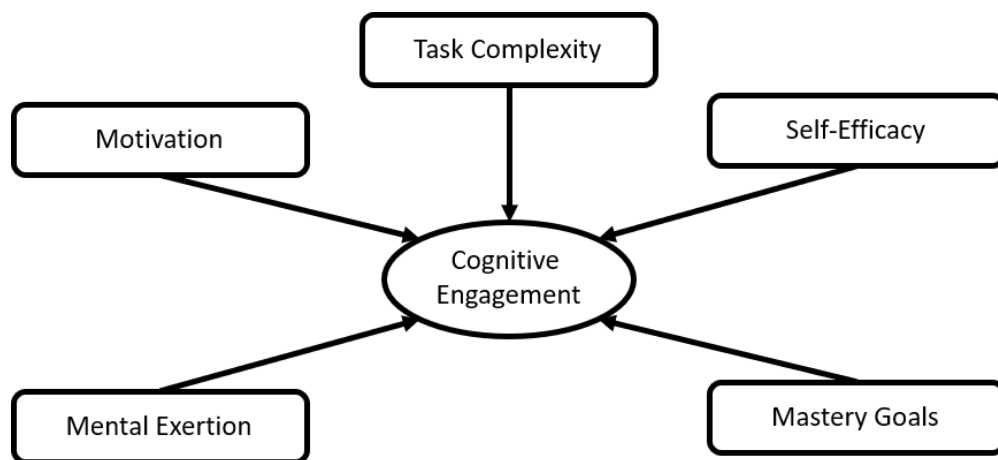 Task Complexity
Motivation
Self-Efficacy
Cognitive
Engagement
Mental Exertion
Mastery Goals